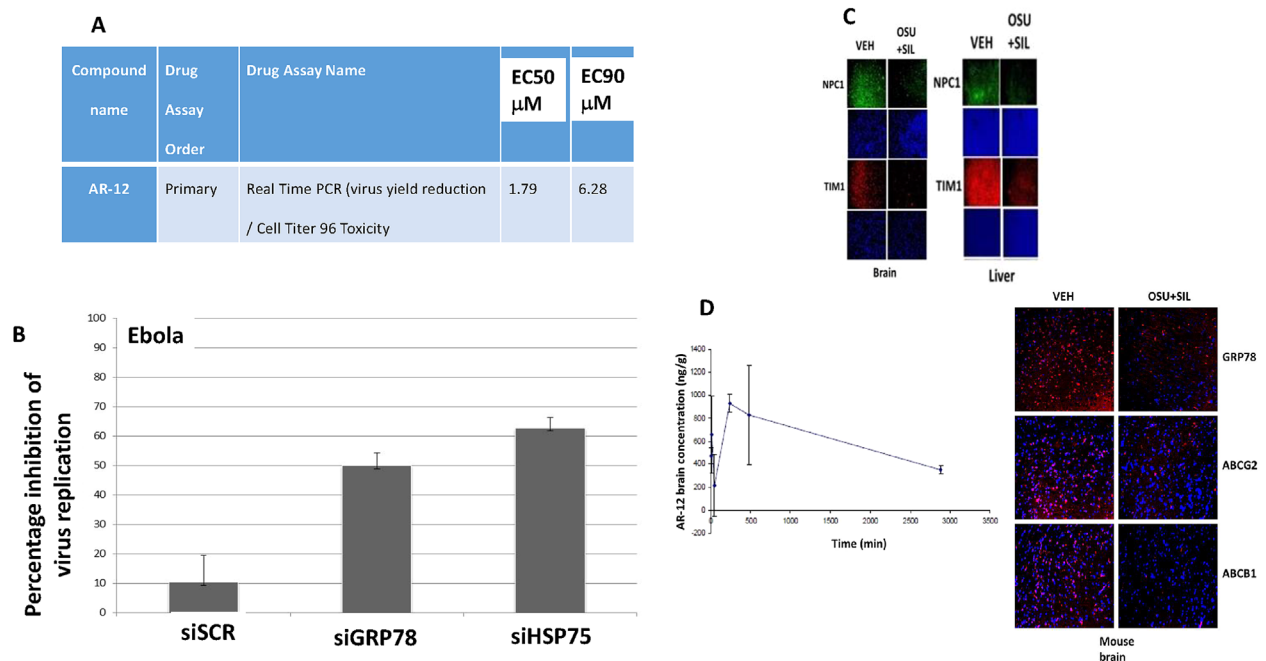 A
Compound name
Drug Assay Order
Drug Assay Name
EC50 μM
EC90 μM
AR-12
Primary
Real Time PCR (virus yield reduction
/ Cell Titer 96 Toxicity
1.79
6.28
B
Ebola
Percentage inhibition of
virus replication
100
90
80
70
60
50
40
30
20
10
0
siSCR
siGRP78
siHSP75
C
VEH
OSU
+SIL
NPC1
TIM1
Brain
VEH
OSU
+SIL
NPC1
TIM1
Liver
D
AR-12 brain concentration (ng/g)
1400
1200
1000
800
600
400
200
0
-200
0
500
1000
1500
2000
2500
3000
3500
Time (min)
VEH
OSU+SIL
GRP78
ABCG2
ABCB1
Mouse
brain